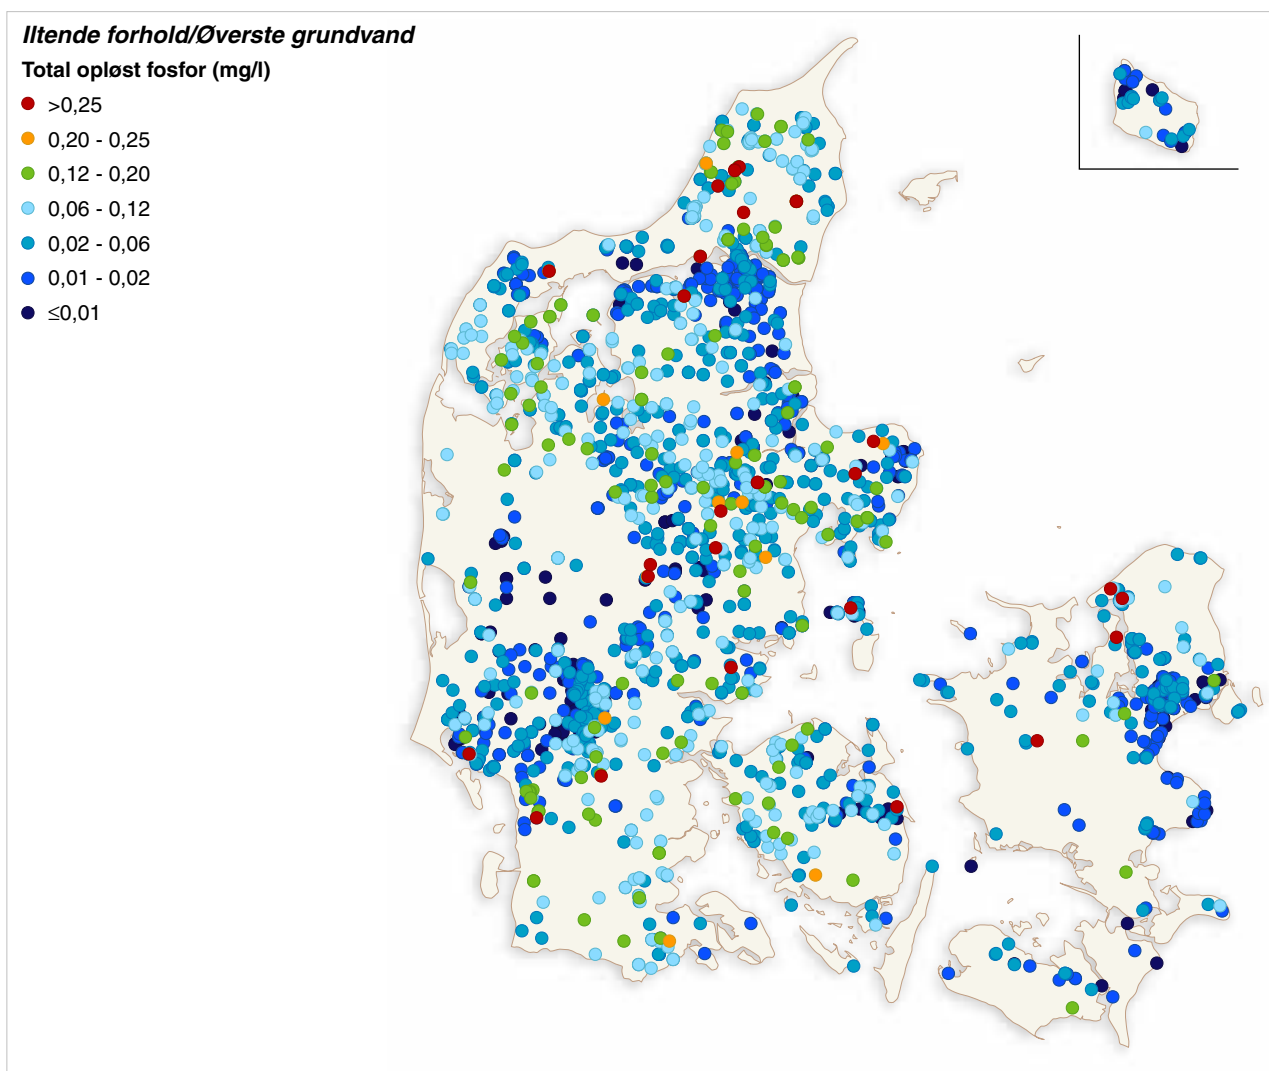 Iltende forhold/Øverste grundvand
Total opløst fosfor (mg/l)
>0,25
0,20 - 0,25
0,12 - 0,20
0,06 - 0,12
0,02 - 0,06
0,01 - 0,02
≤0,01